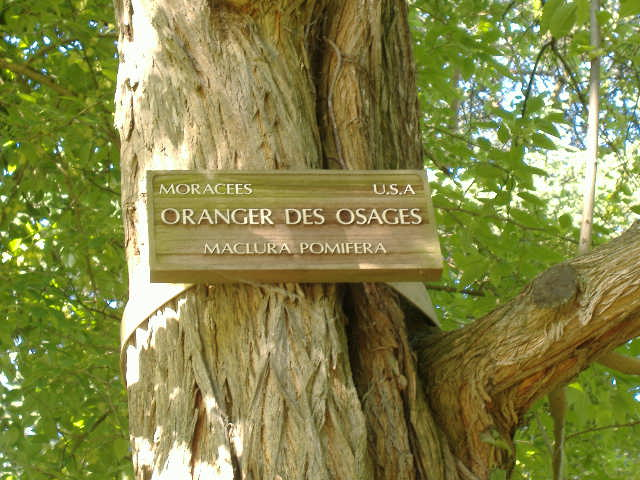 MORACEES U.S.A
ORANGER DES OSAGES
MACLURA POMIFERA